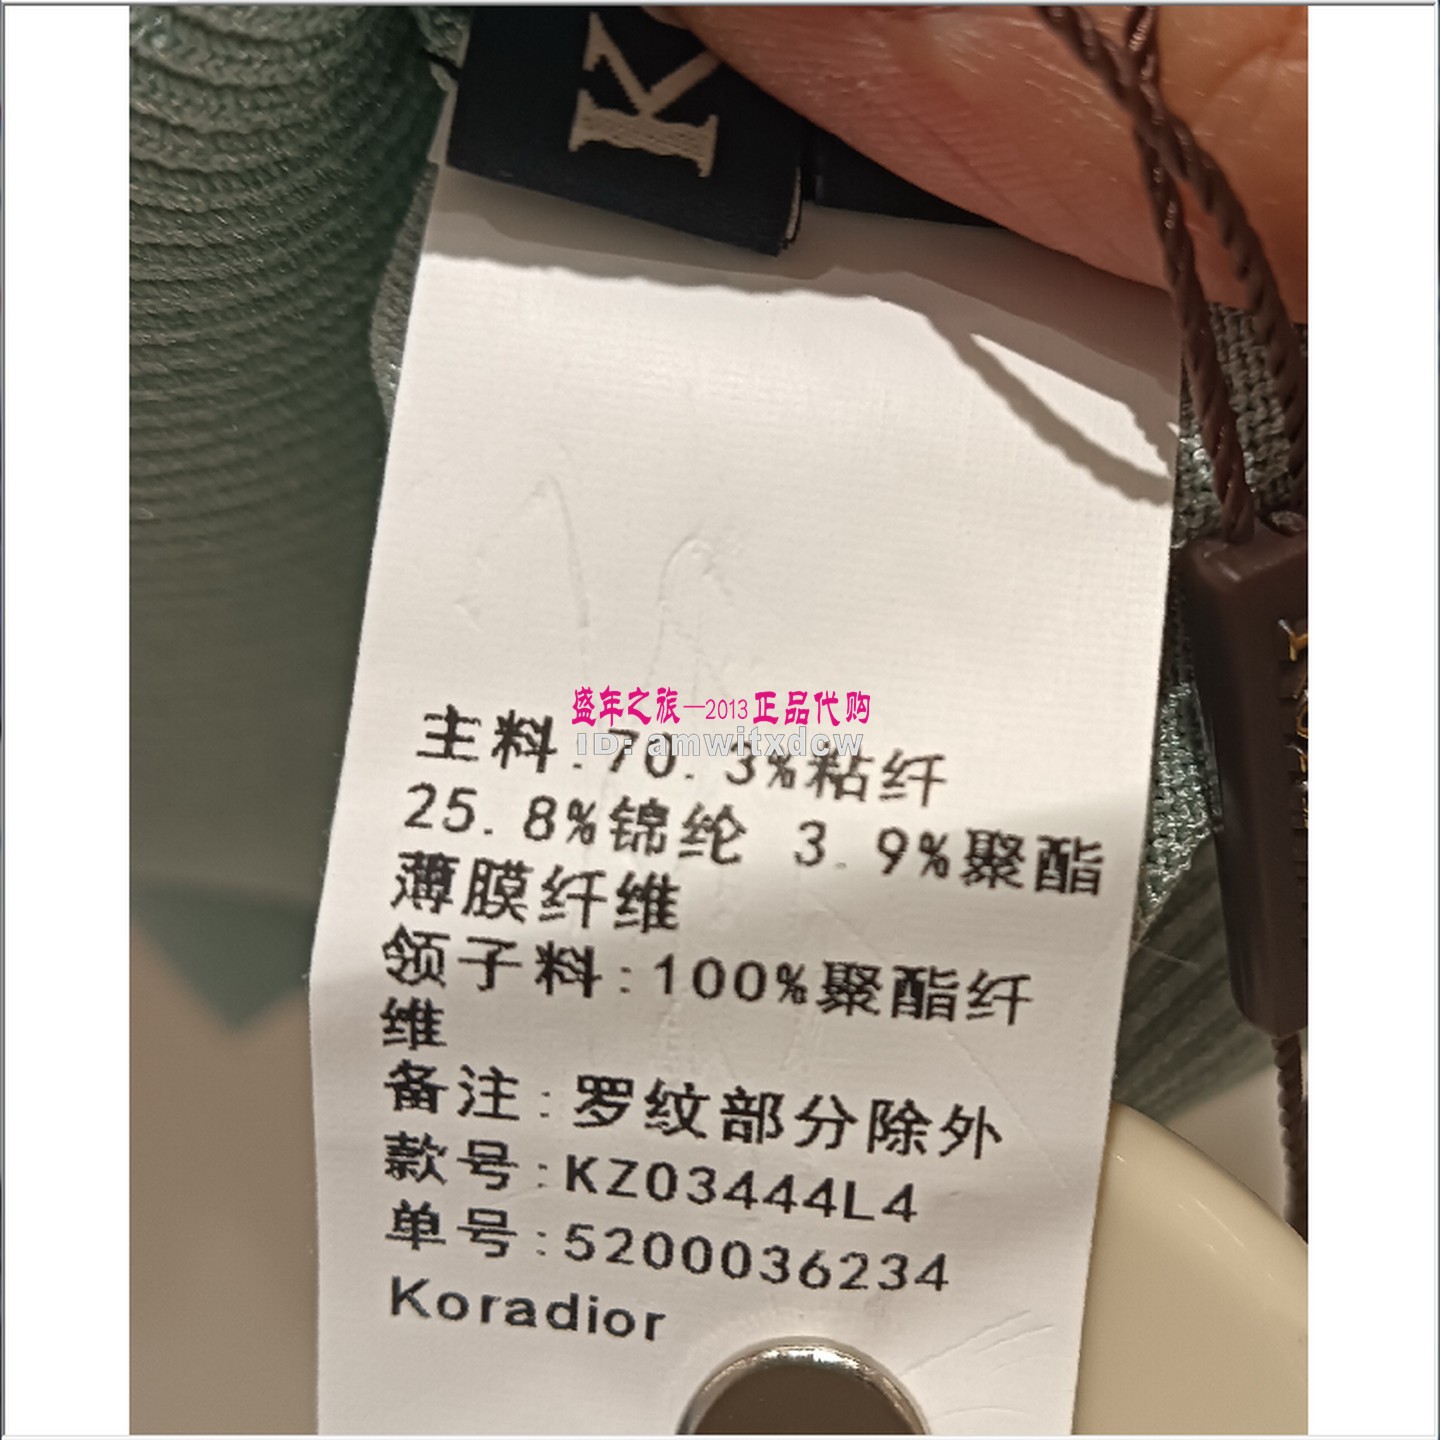 K
盛年之旅—2013正品代购
ID: amwitxdcw
主料:70.3%粘纤
25.8%锦纶 3.9%聚酯
薄膜纤维
领子料:100%聚酯纤
维
备注:罗纹部分除外
款号:KZ03444L4
单号:5200036234
Koradior